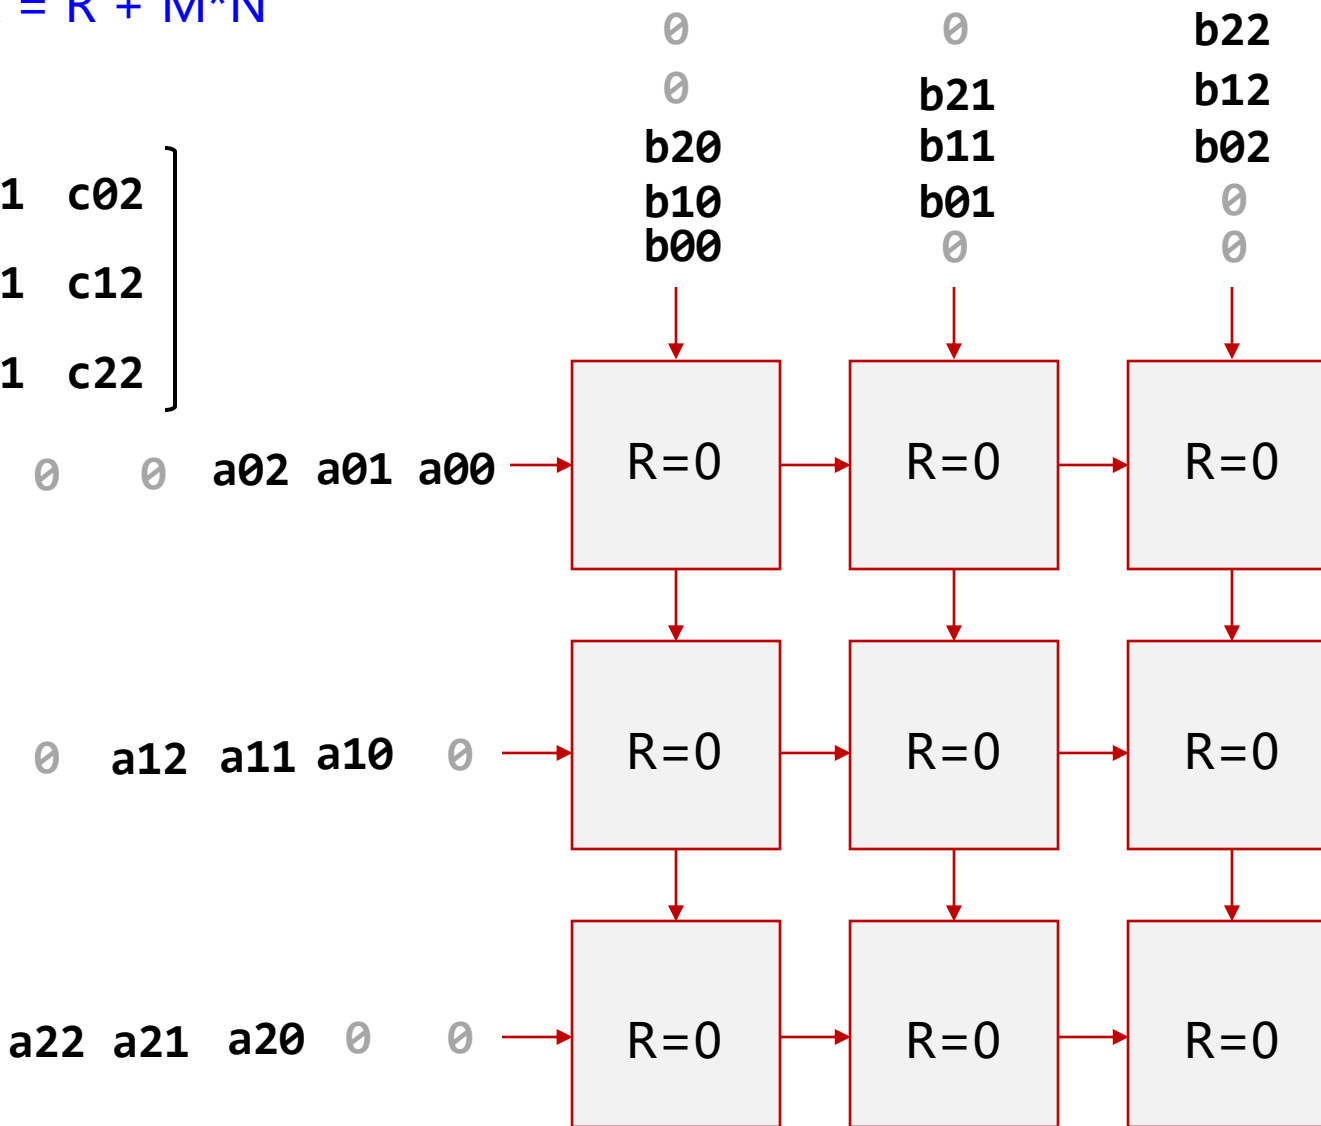 = R + M*N
0 0 b22
0 b21 b12
b20 b11 b02
b10 b01 0
b00 0 0
1 c02
1 c12
1 c22
0 0 a02 a01 a00 R=0 R=0 R=0
0 a12 a11 a10 0 R=0 R=0 R=0
a22 a21 a20 0 0 R=0 R=0 R=0